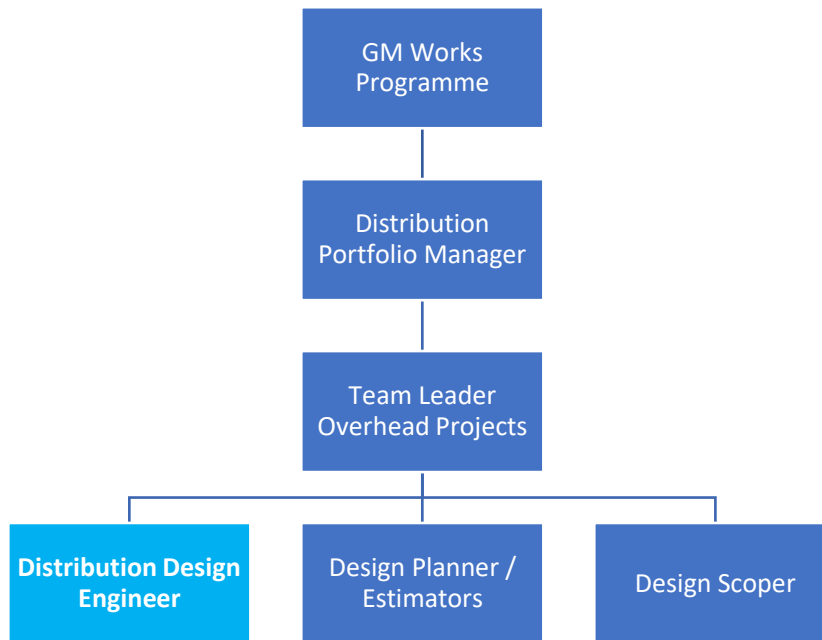 GM Works
Programme
Distribution
Portfolio Manager
Team Leader
Overhead Projects
Distribution Design
Engineer
Design Planner /
Estimators
Design Scoper